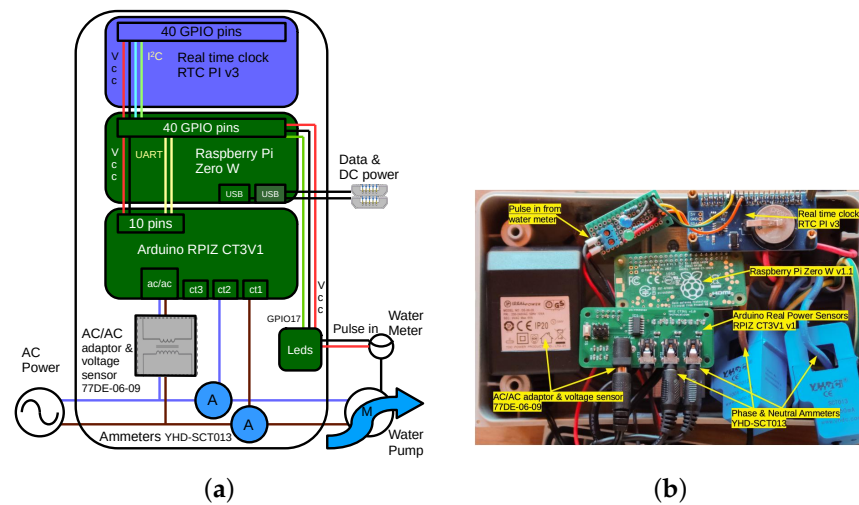 40 GPIO pins
V
c
c
I²C
Real time clock
RTC PI v3
40 GPIO pins
V
c
c
UART
Raspberry Pi
Zero W
USB
USB
Data &
DC power
10 pins
Arduino RPIZ CT3V1
ac/ac
ct3
ct2
ct1
V
c
c
GPIO17
AC/AC
adaptor &
voltage
sensor
77DE-06-09
Leds
Pulse in
Water
Meter
AC
Power
A
A
M
Ammeters YHD-SCT013
Water
Pump
(a)
Pulse in from
water meter
Real time clock
RTC PI v3
Raspberry Pi Zero W v1.1
Arduino Real Power Sensors
RPIZ CT3V1 v1
IP20
AC/AC adaptor & voltage sensor
77DE-06-09
Phase & Neutral Ammeters
YHD-SCT013
(b)